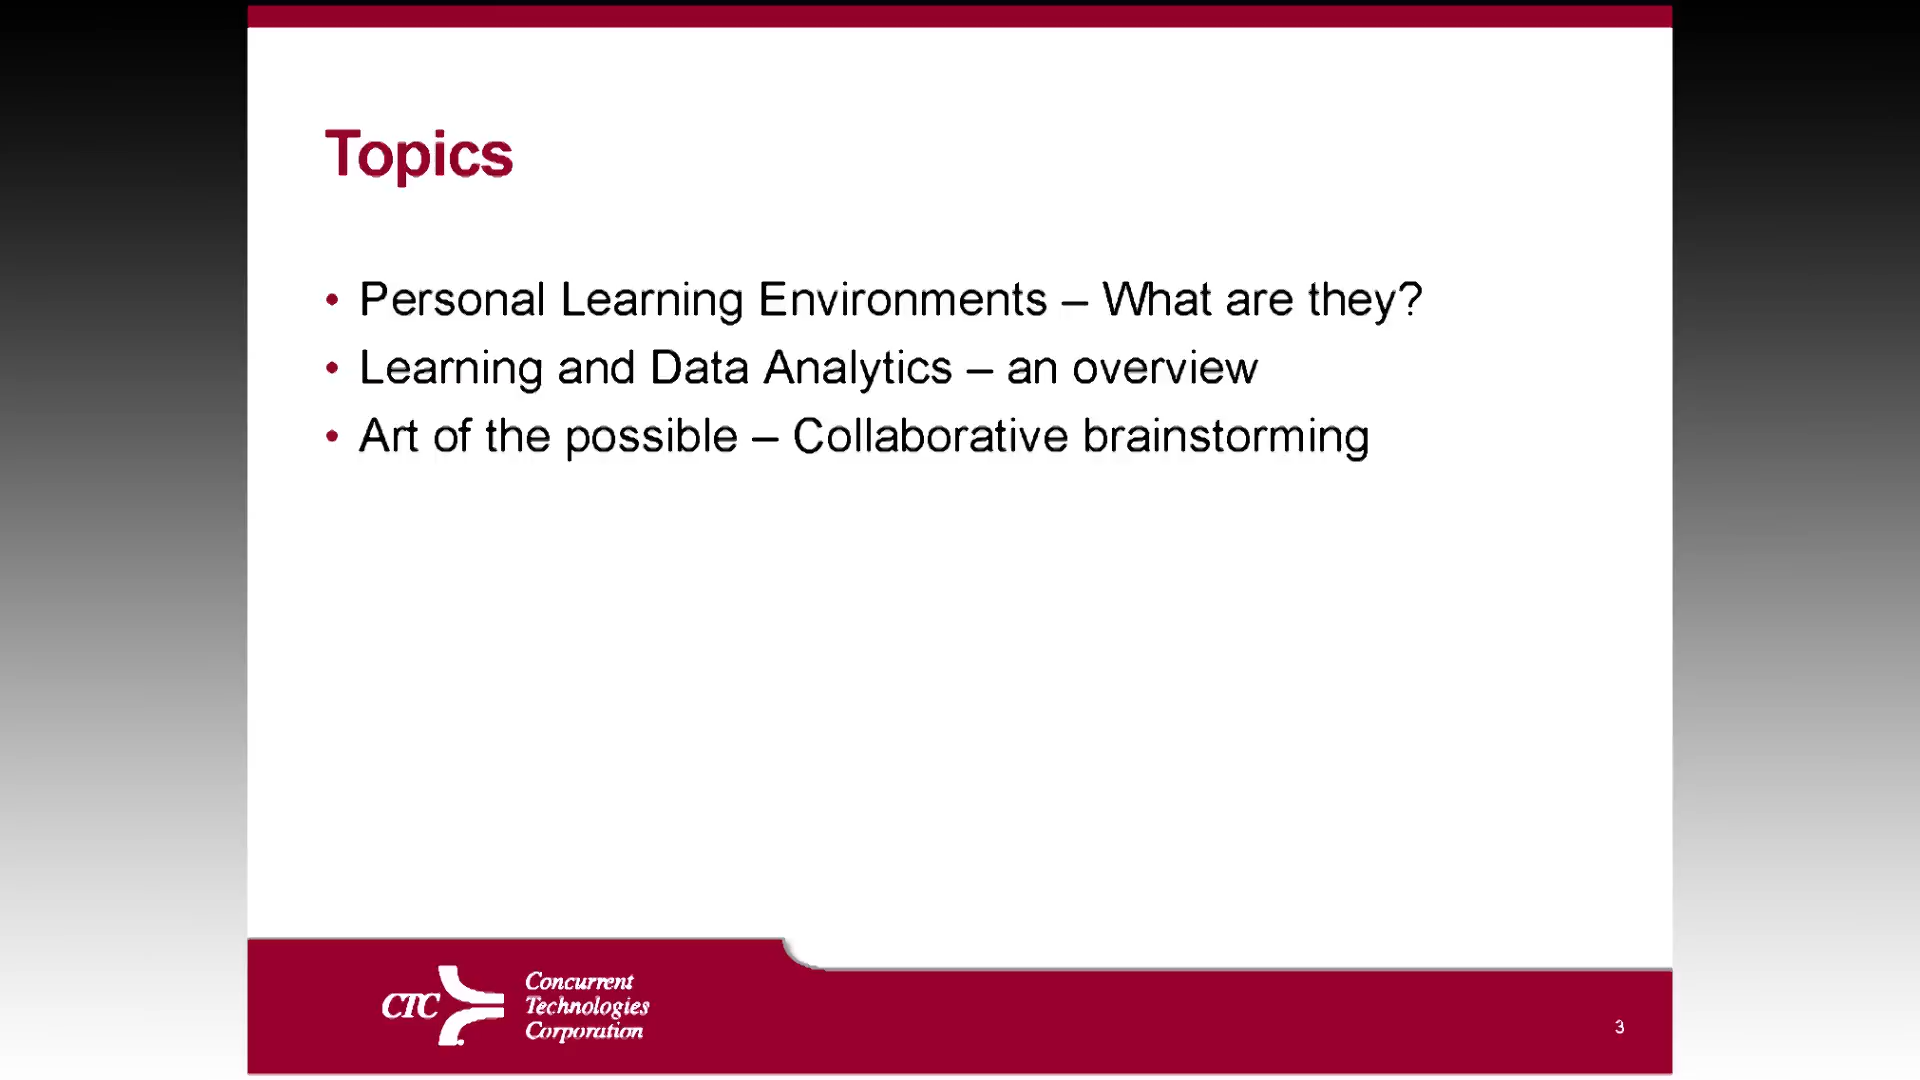 Topics
• Personal Learning Environments – What are they?
• Learning and Data Analytics – an overview
• Art of the possible – Collaborative brainstorming
CTC
Concurrent
Technologies
Corporation
3